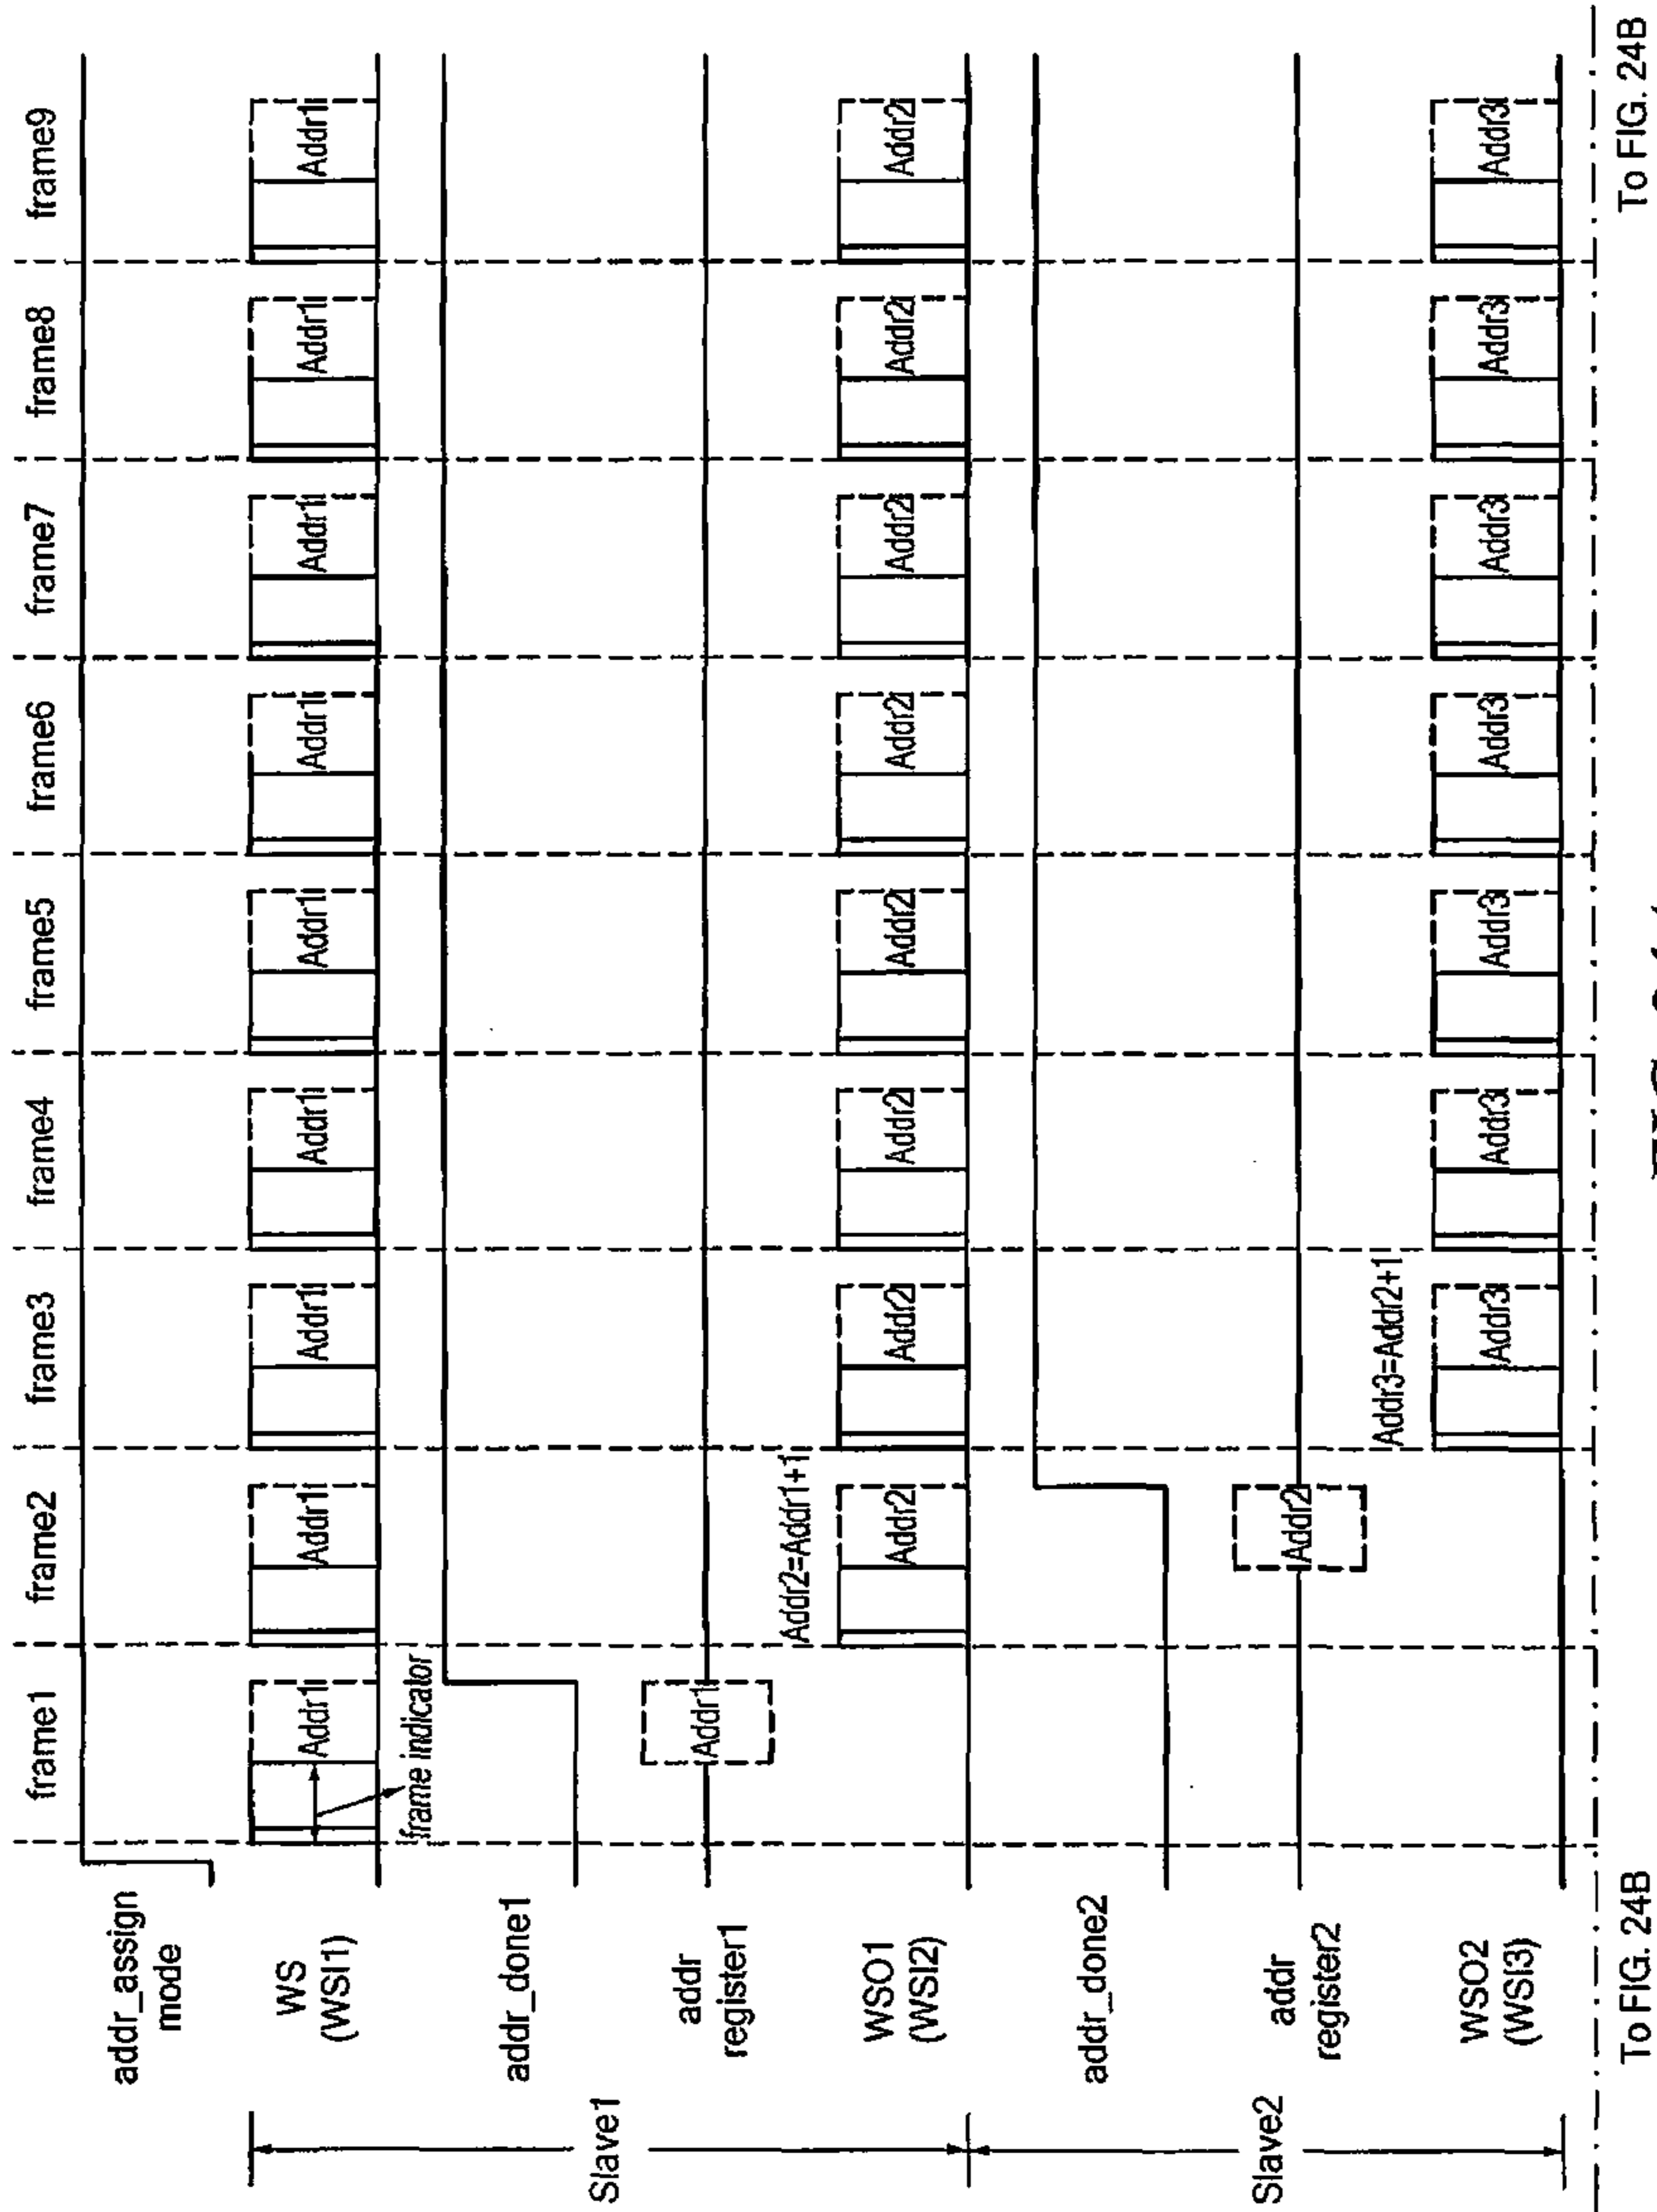 frame1 frame2 frame3 frame4 frame5 frame6 frame7 frame8 frame9
addr_assign
mode
WS
(WSI1)
Addr1 Addr1 Addr1 Addr1 Addr1 Addr1 Addr1 Addr1 Addr1
frame indicator
addr_done1
Slave1
addr
register1
Addr1
Addr2=Addr1+1
WSO1
(WSI2)
Addr2 Addr2 Addr2 Addr2 Addr2 Addr2 Addr2 Addr2
addr_done2
Slave2
addr
register2
Addr2
Addr3=Addr2+1
WSO2
(WSI3)
Addr3 Addr3 Addr3 Addr3 Addr3 Addr3 Addr3
To FIG. 24B
To FIG. 24B